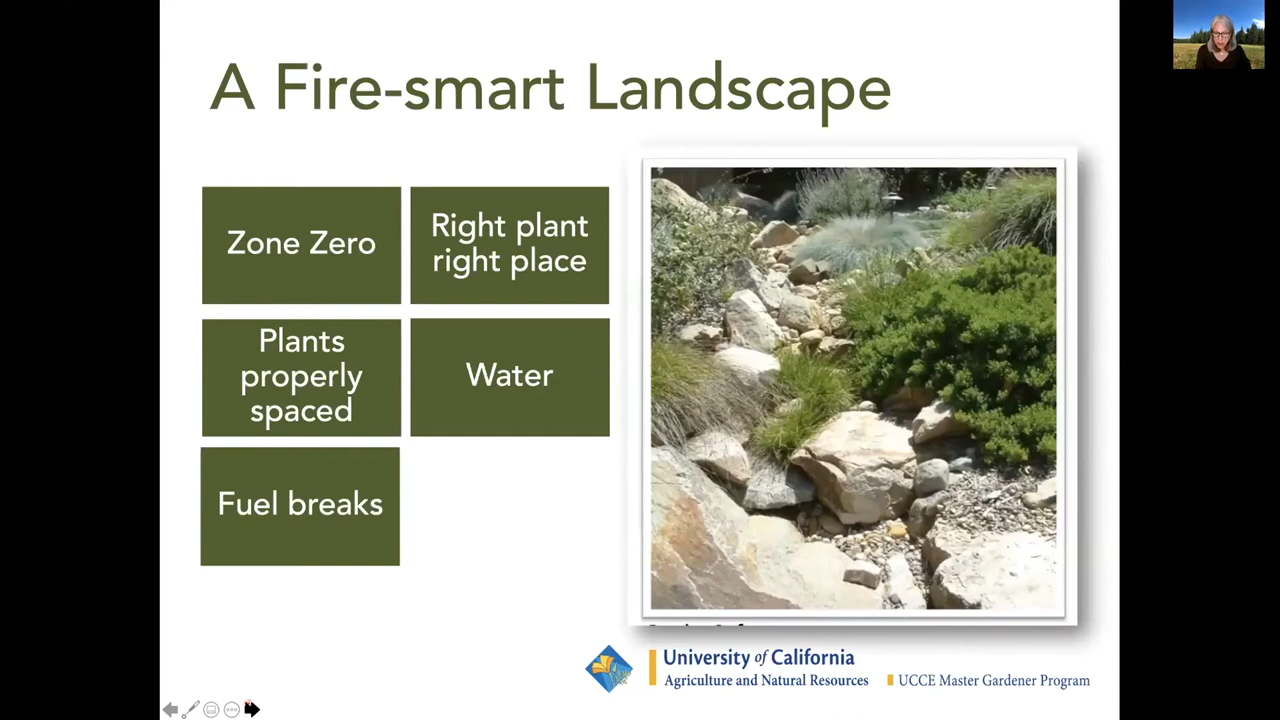 A Fire-smart Landscape
Zone Zero
Right plant
right place
Plants
properly
spaced
Water
Fuel breaks
University of California
Agriculture and Natural Resources
UCCE Master Gardener Program